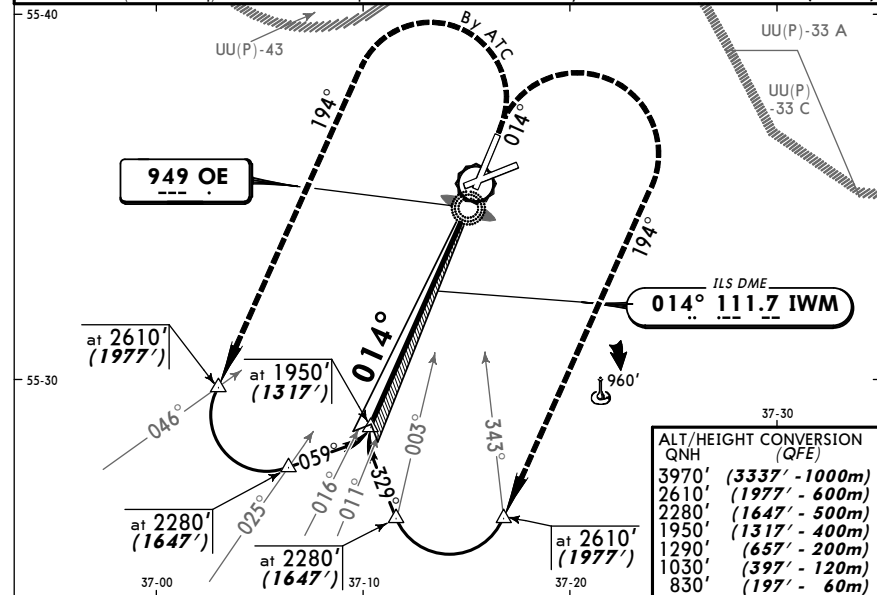 55-40
UU(P)-43
By ATC
UU(P)-33 A
UU(P)
-33 C
194°
014°
949 OE
194°
ILS DME
014° 111.7 IWM
at 2610'
(1977')
014°
at 1950'
(1317')
55-30
960'
046°
003°
343°
059°
016°
011°
329°
025°
at 2280'
(1647')
at 2280'
(1647')
at 2610'
(1977')
37-00
37-10
37-20
37-30
ALT/HEIGHT CONVERSION
QNH (QFE)
3970' (3337' - 1000m)
2610' (1977' - 600m)
2280' (1647' - 500m)
1950' (1317' - 400m)
1290' (657' - 200m)
1030' (397' - 120m)
830' (197' - 60m)